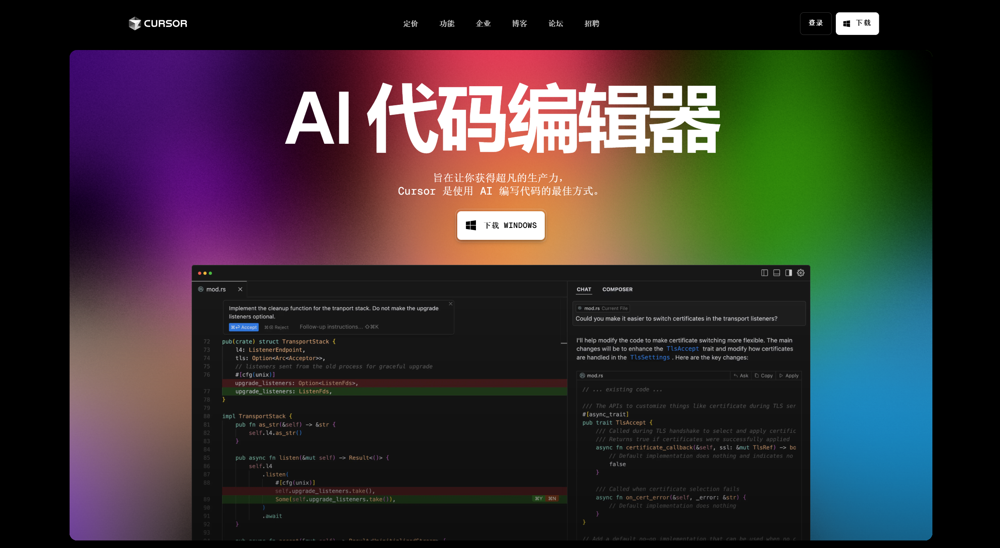 CURSOR
定价 功能 企业 博客 论坛 招聘
登录 下载
AI 代码编辑器
旨在让你获得超凡的生产力，
Cursor 是使用 AI 编写代码的最佳方式。
下载 WINDOWS
mod.rs
Implement the cleanup function for the tranport stack. Do not make the upgrade
listeners optional.
⌘⏎ Accept ⌘⌫ Reject Follow-up instructions... ⇧⌘K
72 pub(crate) struct TransportStack {
73 l4: ListenerEndpoint,
74 tls: Option<Arc<Acceptor>>,
75 // listeners sent from the old process for graceful upgrade
76 #[cfg(unix)]
upgrade_listeners: Option<ListenFds>,
77 upgrade_listeners: ListenFds,
78 }
79
80 impl TransportStack {
81 pub fn as_str(&self) -> &str {
82 self.l4.as_str()
83 }
84
85 pub async fn listen(&mut self) -> Result<()> {
86 self.l4
87 .listen(
88 #[cfg(unix)]
self.upgrade_listeners.take(),
89 Some(self.upgrade_listeners.take()),
⌘Y ⌘N
90 )
91 .await
92 }
93
94 pub async fn accept(&mut self) -> Result<UninitializedStream> {
CHAT COMPOSER
mod.rs Current File
Could you make it easier to switch certificates in the transport listeners?
I'll help modify the code to make certificate switching more flexible. The main
changes will be to enhance the TlsAccept trait and modify how certificates
are handled in the TlsSettings . Here are the key changes:
mod.rs Ask Copy Apply
// ... existing code ...
/// The APIs to customize things like certificate during TLS ser
#[async_trait]
pub trait TlsAccept {
/// Called during TLS handshake to select and apply certific
/// Returns true if certificates were successfully applied
async fn certificate_callback(&self, ssl: &mut TlsRef) -> bo
// Default implementation does nothing and indicates no
false
}
/// Called when certificate selection fails
async fn on_cert_error(&self, _error: &str) {
// Default implementation does nothing
}
}
// Add a default no-op implementation that can be used when no c